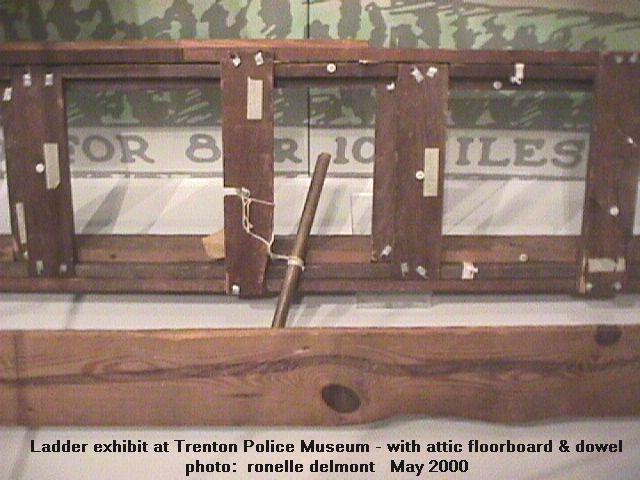 FOR 8 R 10 ILES
Ladder exhibit at Trenton Police Museum - with attic floorboard & dowel
photo: ronelle delmont May 2000